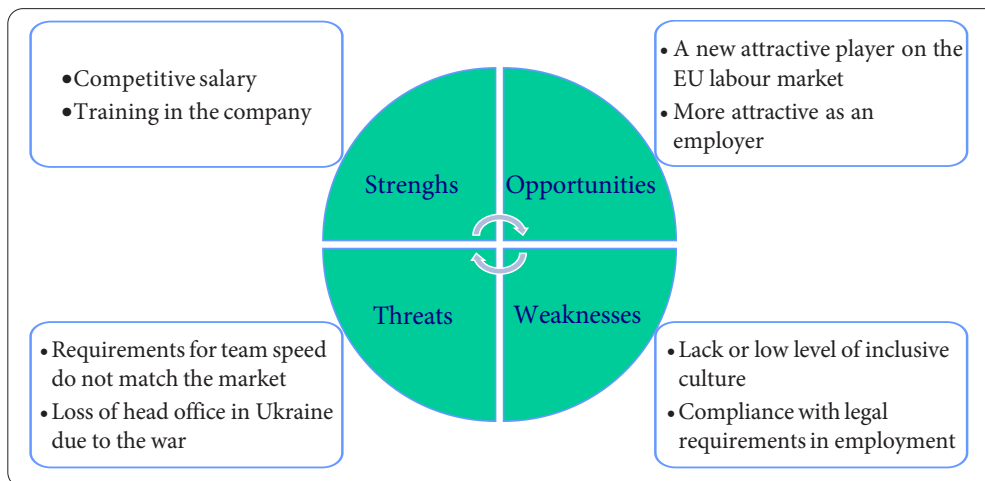 •Competitive salary
•Training in the company
• A new attractive player on the
EU labour market
• More attractive as an
employer
Strenghs
Opportunities
Threats
Weaknesses
• Requirements for team speed
do not match the market
• Loss of head office in Ukraine
due to the war
• Lack or low level of inclusive
culture
• Compliance with legal
requirements in employment